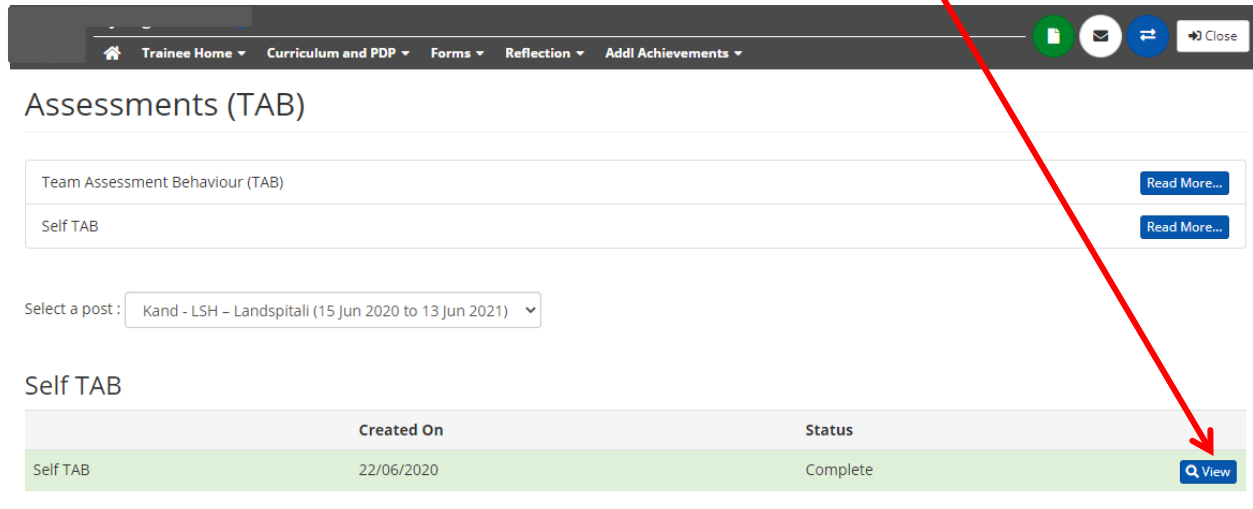 Trainee Home Curriculum and PDP Forms Reflection Addl Achievements Close
Assessments (TAB)
Team Assessment Behaviour (TAB) Read More...
Self TAB Read More...
Select a post : Kand - LSH – Landspitali (15 Jun 2020 to 13 Jun 2021)
Self TAB
Created On Status
Self TAB 22/06/2020 Complete View